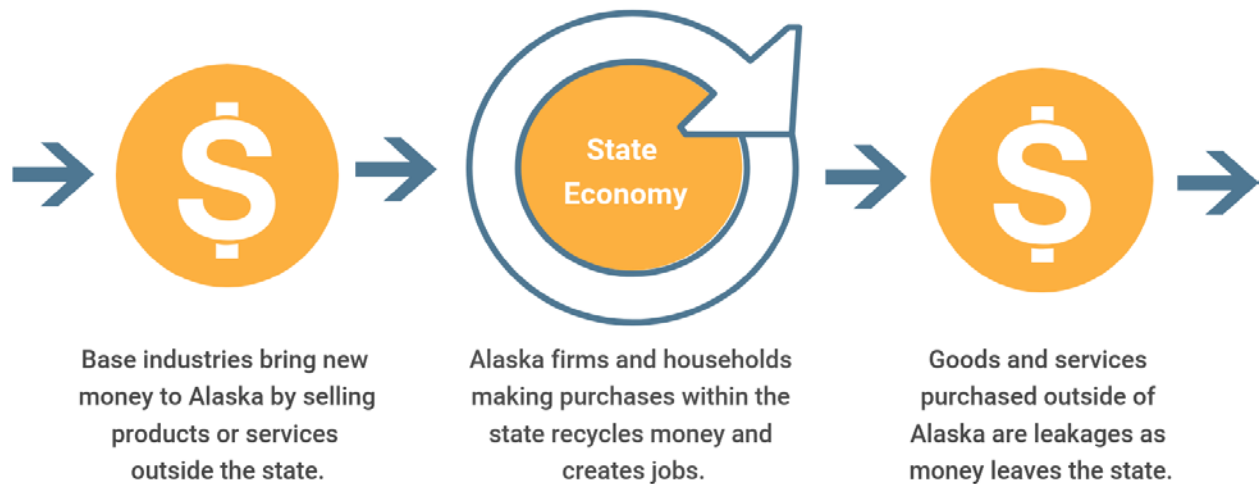 $
State
Economy
$
Base industries bring new
money to Alaska by selling
products or services
outside the state.
Alaska firms and households
making purchases within the
state recycles money and
creates jobs.
Goods and services
purchased outside of
Alaska are leakages as
money leaves the state.